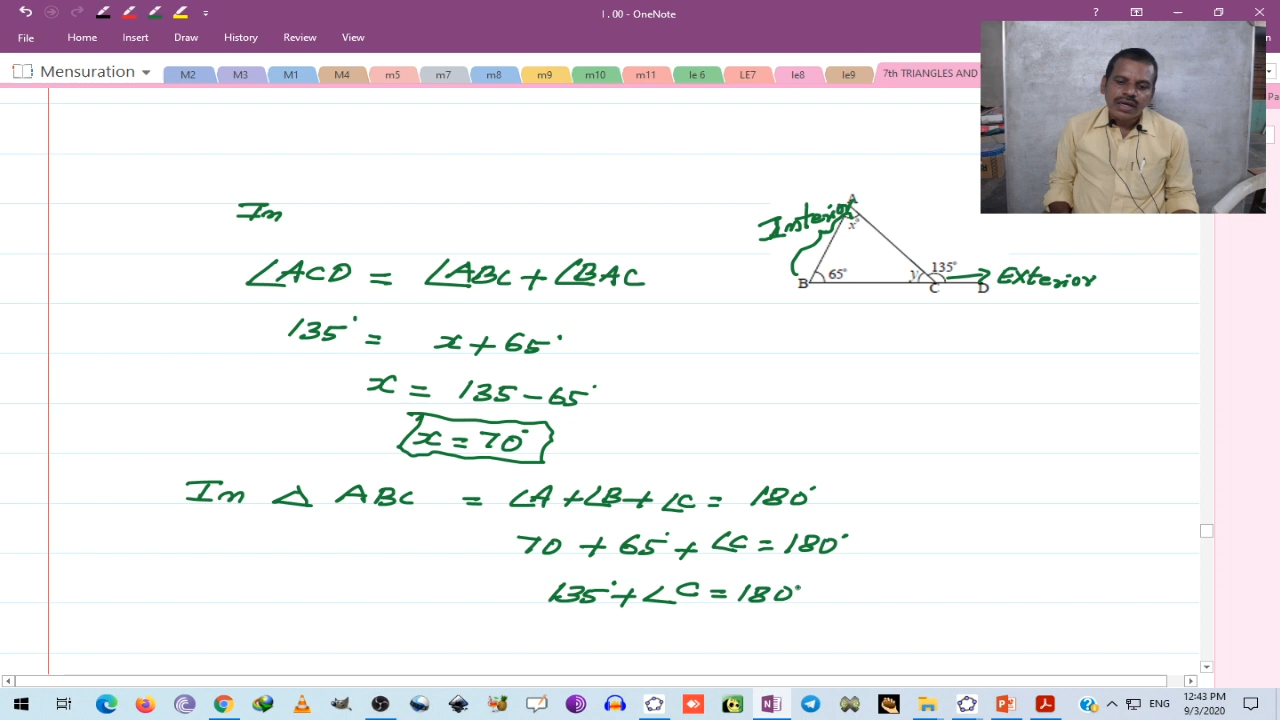 1.00 - OneNote
File Home Insert Draw History Review View
Mensuration M2 M3 M1 M4 m5 m7 m8 m9 m10 m11 le 6 LE7 le8 le9 7th TRIANGLES AND
In
∠ACD = ∠ABC + ∠BAC
135° = x + 65°
x = 135 - 65°
x = 70°
In △ ABC = ∠A + ∠B + ∠C = 180°
70 + 65° + ∠C = 180°
135° + ∠C = 180°
A
Interior
x°
B 65° y 135° C D Exterior
ENG
12:43 PM
9/3/2020